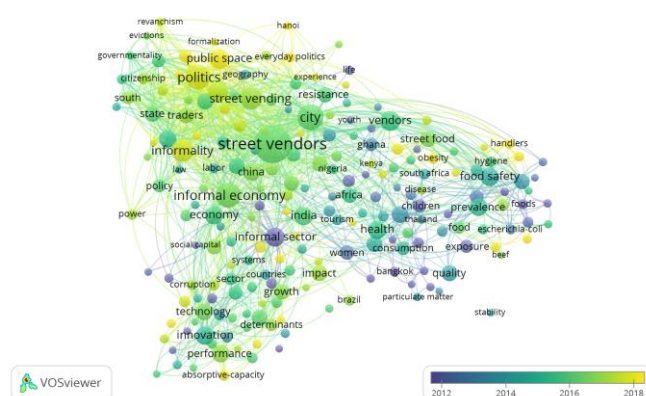 revanchism
hanoi
evictions
formalization
governmentality
public space
everyday politics
citizenship
politics
geography
experience
life
south
street vending
resistance
state
traders
city
youth
vendors
street vendors
ghana
street food
handlers
informality
law
labor
china
nigeria
kenya
obesity
hygiene
south africa
food safety
policy
disease
informal economy
africa
children
prevalence
foods
power
economy
india
tourism
thailand
health
food
escherichia-coli
social capital
informal sector
women
consumption
exposure
beef
systems
countries
bangkok
quality
corruption
sector
impact
growth
particulate matter
brazil
technology
determinants
stability
innovation
performance
absorptive-capacity
VOSviewer
2012 2014 2016 2018